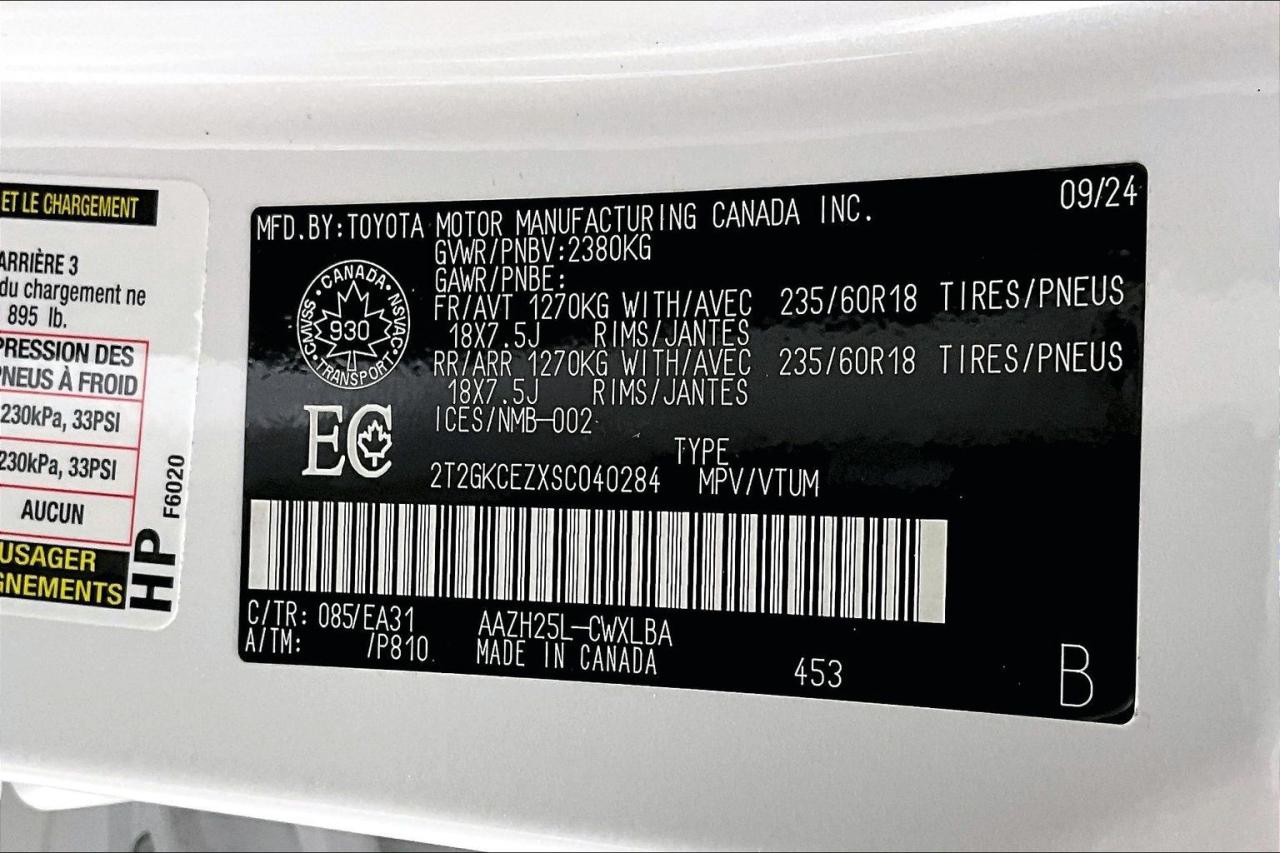 ET LE CHARGEMENT
ARRIÈRE 3
du chargement ne
895 lb.
PRESSION DES
PNEUS À FROID
230kPa, 33PSI
230kPa, 33PSI
AUCUN
USAGER
GNEMENTS
HP
F6020
09/24
MFD.BY:TOYOTA MOTOR MANUFACTURING CANADA INC.
GVWR/PNBV:2380KG
GAWR/PNBE:
FR/AVT 1270KG WITH/AVEC 235/60R18 TIRES/PNEUS
18X7.5J RIMS/JANTES
RR/ARR 1270KG WITH/AVEC 235/60R18 TIRES/PNEUS
18X7.5J RIMS/JANTES
ICES/NMB-002
CANADA
CMVSS 930 NSVAC
TRANSPORT
EC
TYPE
2T2GKCEZXSC040284 MPV/VTUM
C/TR: 085/EA31 AAZH25L-CWXLBA
A/TM: /P810 MADE IN CANADA
453
B